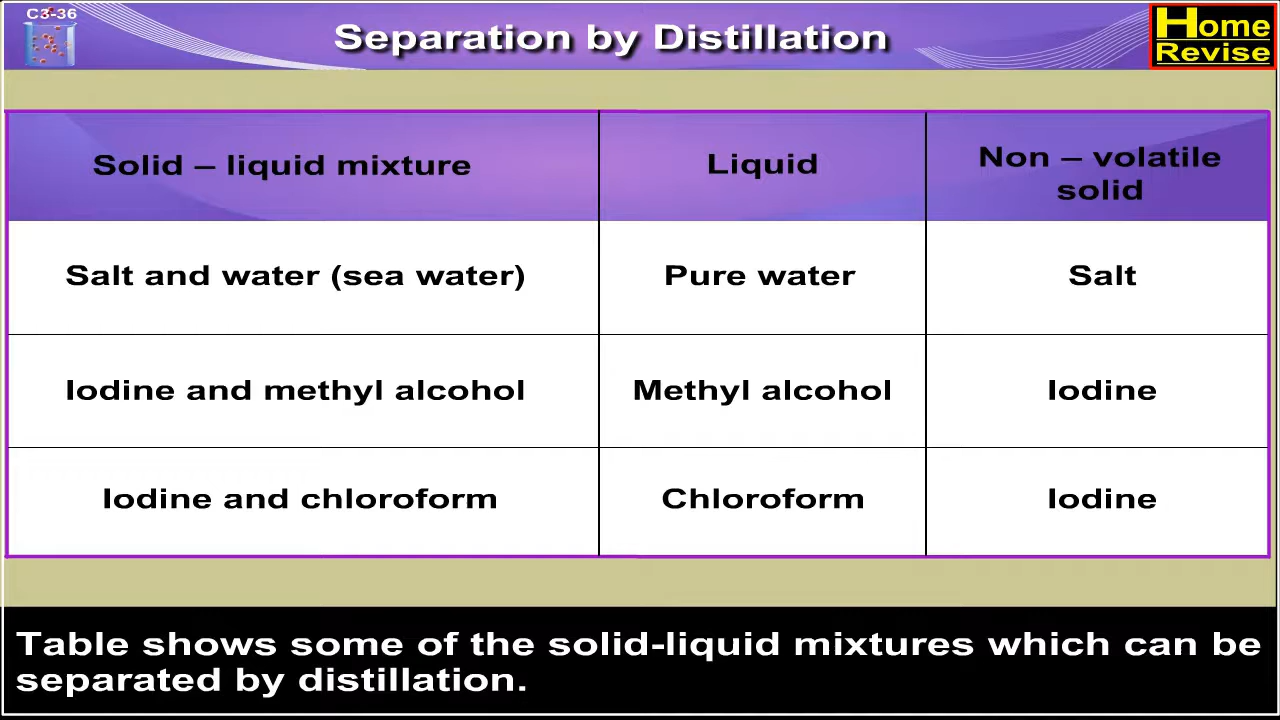 C3-36
Separation by Distillation
Home
Revise
Solid – liquid mixture
Liquid
Non – volatile
solid
Salt and water (sea water)
Pure water
Salt
Iodine and methyl alcohol
Methyl alcohol
Iodine
Iodine and chloroform
Chloroform
Iodine
Table shows some of the solid-liquid mixtures which can be
separated by distillation.